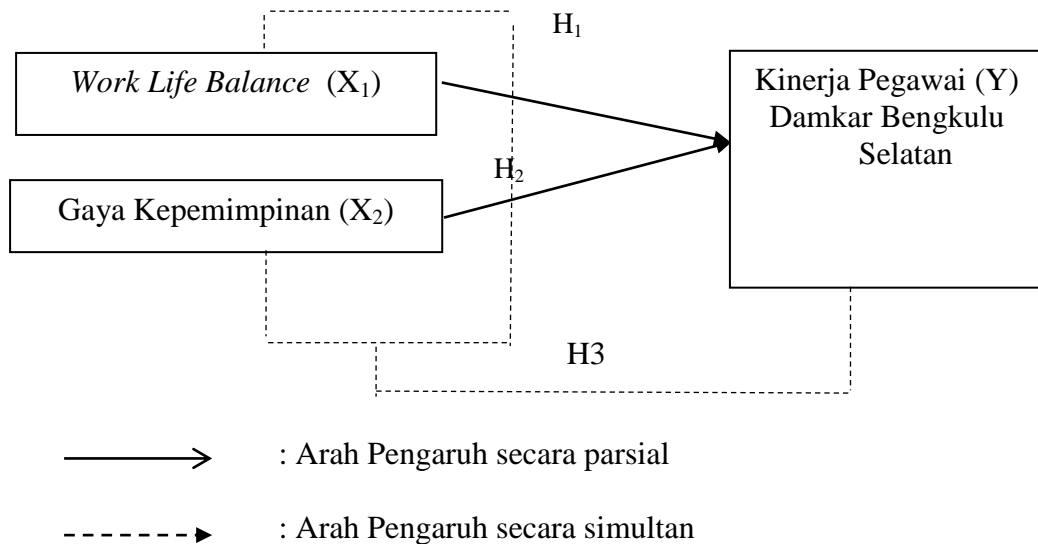 H₁
Work Life Balance (X₁)
Kinerja Pegawai (Y)
Damkar Bengkulu
Selatan
H₂
Gaya Kepemimpinan (X₂)
H3
: Arah Pengaruh secara parsial
: Arah Pengaruh secara simultan